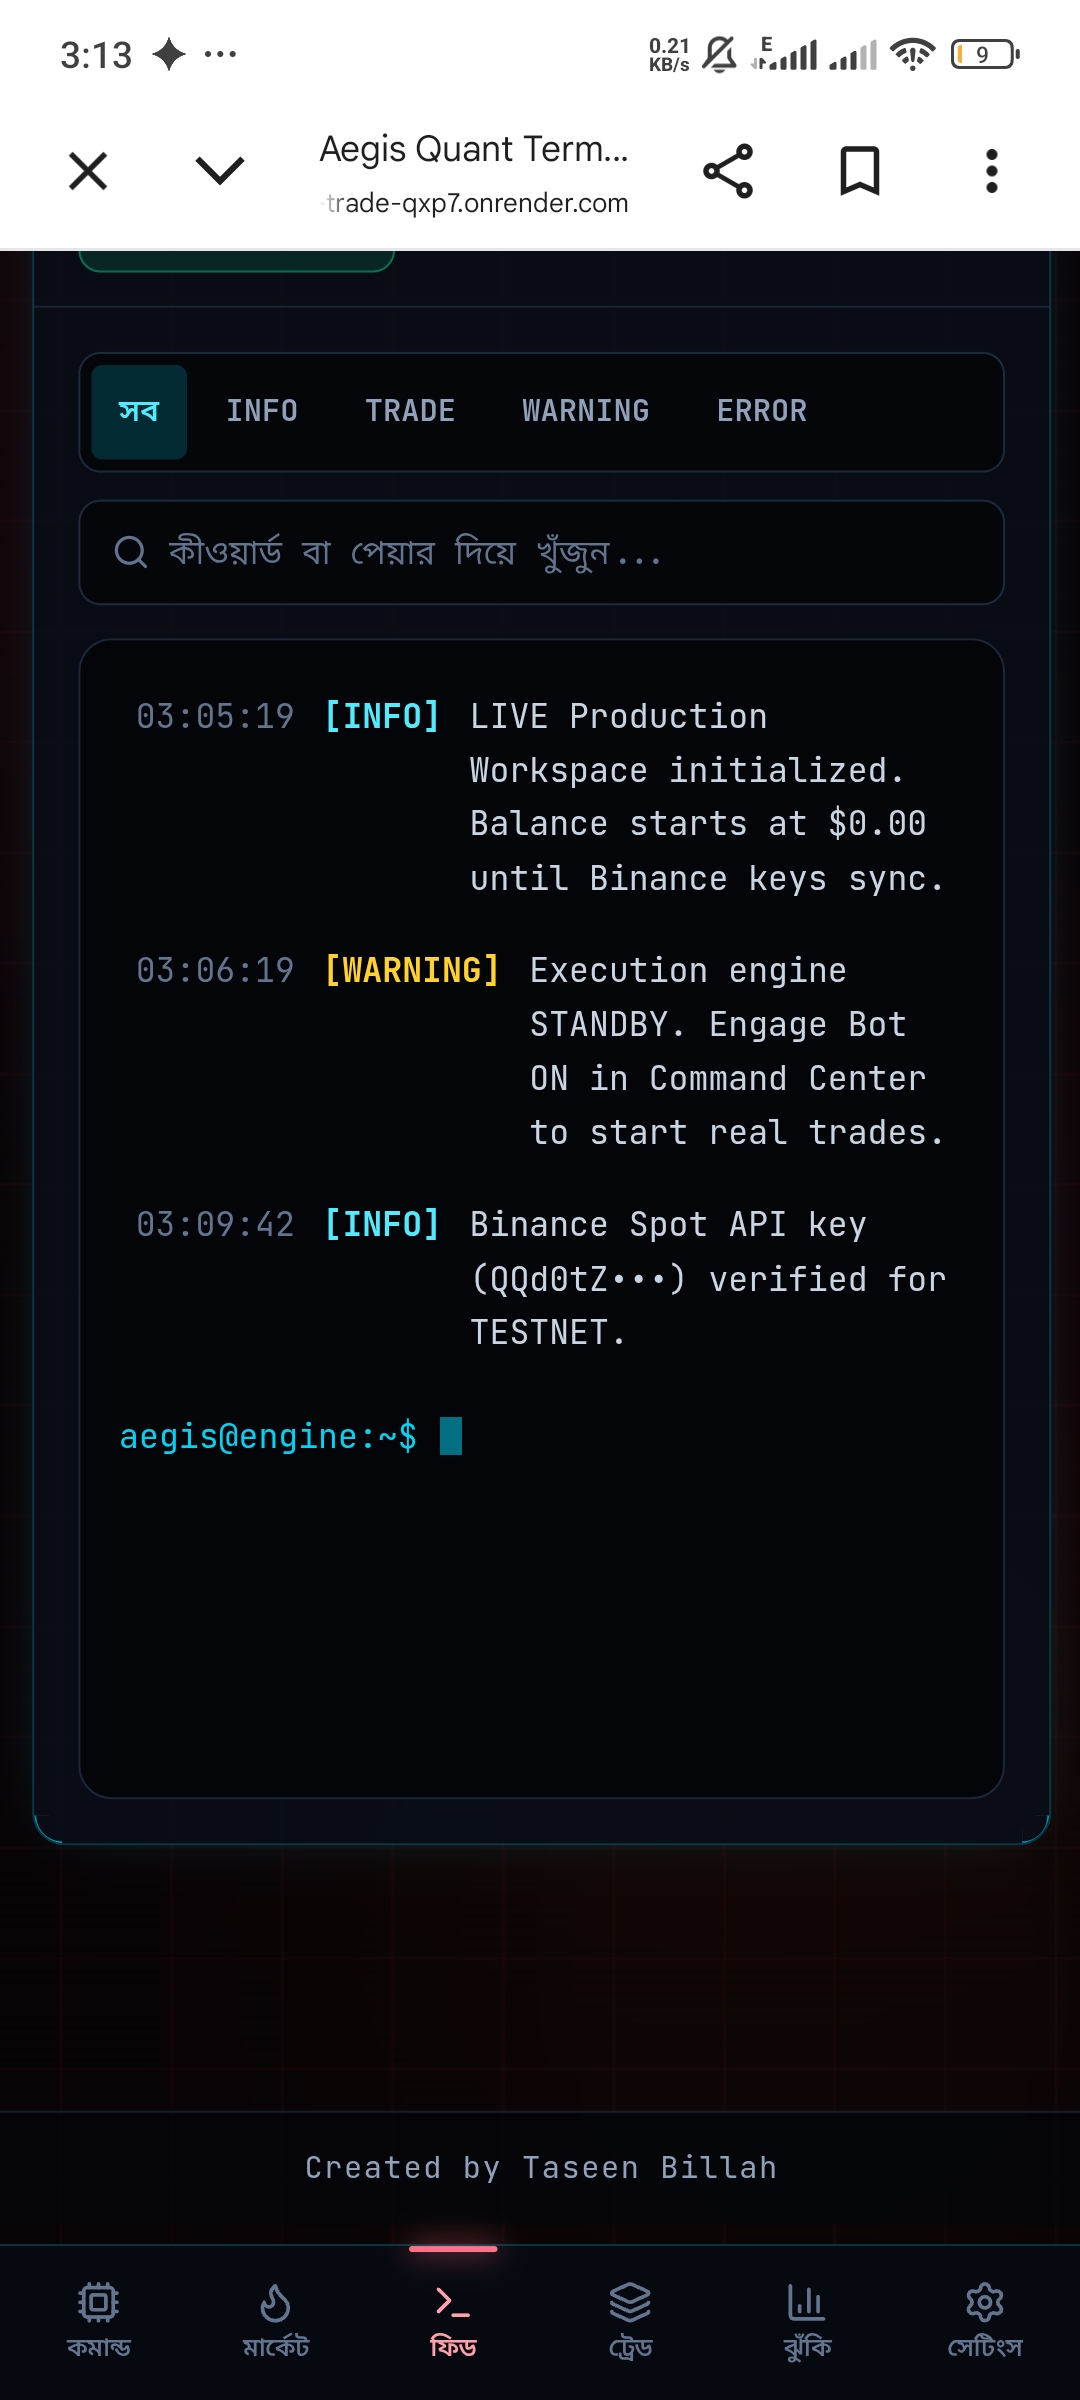 3:13
0.21
KB/s
E
9
Aegis Quant Term...
trade-qxp7.onrender.com
সব INFO TRADE WARNING ERROR
কীওয়ার্ড বা পেয়ার দিয়ে খুঁজুন...
03:05:19 [INFO] LIVE Production
Workspace initialized.
Balance starts at $0.00
until Binance keys sync.
03:06:19 [WARNING] Execution engine
STANDBY. Engage Bot
ON in Command Center
to start real trades.
03:09:42 [INFO] Binance Spot API key
(QQd0tZ•••) verified for
TESTNET.
aegis@engine:~$
Created by Taseen Billah
কমান্ড মার্কেট ফিড ট্রেড ঝুঁকি সেটিংস